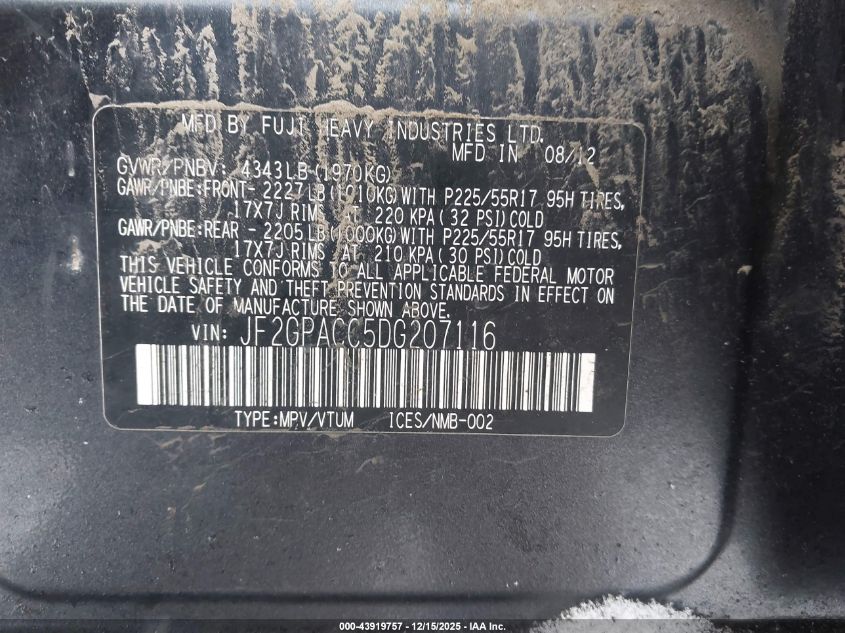 MFD BY FUJI HEAVY INDUSTRIES LTD.
MFD IN 08/12
GVWR/PNBV: 4343LB(1970KG)
GAWR/PNBE:FRONT- 2227LB(1010KG)WITH P225/55R17 95H TIRES,
17X7J RIMS AT 220 KPA(32 PSI)COLD
GAWR/PNBE:REAR - 2205LB(1000KG)WITH P225/55R17 95H TIRES,
17X7J RIMS AT 210 KPA(30 PSI)COLD
THIS VEHICLE CONFORMS TO ALL APPLICABLE FEDERAL MOTOR
VEHICLE SAFETY AND THEFT PREVENTION STANDARDS IN EFFECT ON
THE DATE OF MANUFACTURE SHOWN ABOVE.
VIN: JF2GPACC5DG207116
TYPE:MPV/VTUM ICES/NMB-002
000-43919757 - 12/15/2025 - IAA Inc.